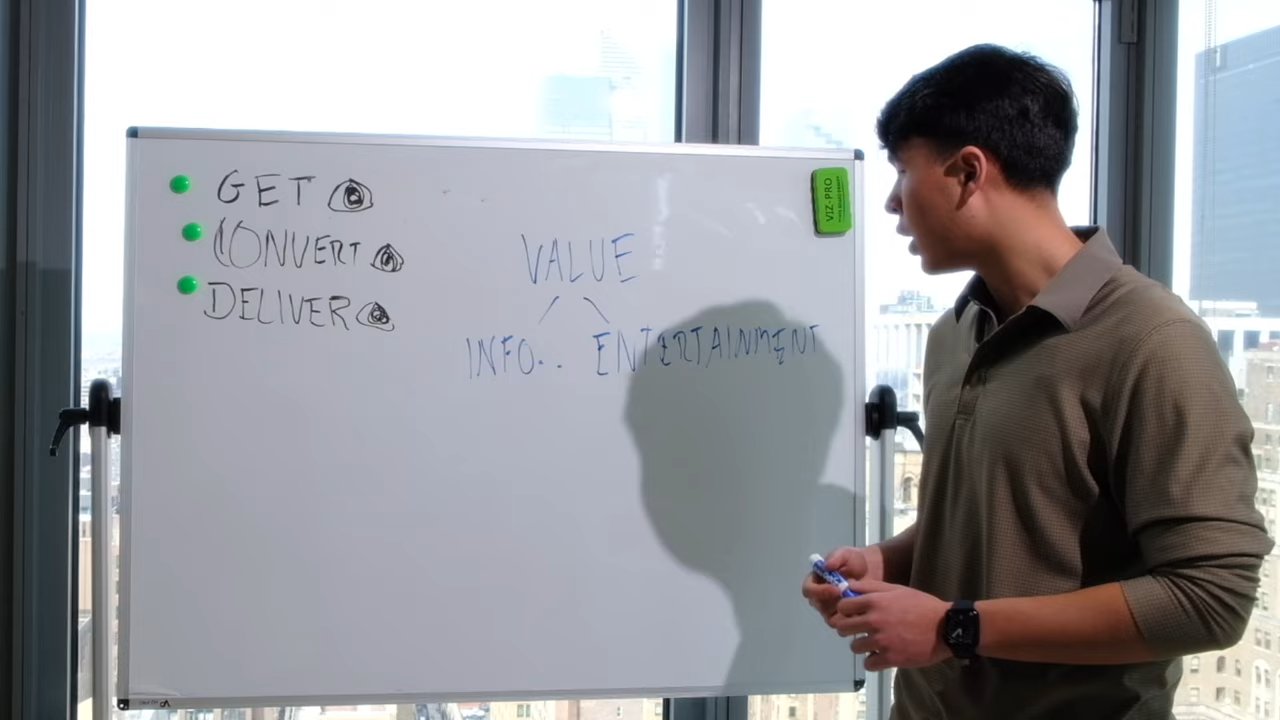 GET
CONVERT
DELIVER
VALUE
INFO..
ENTERTAINMENT
VIZ-PRO